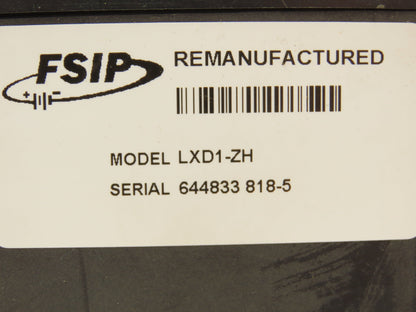 FSIP
REMANUFACTURED
MODEL LXD1-ZH
SERIAL 644833 818-5